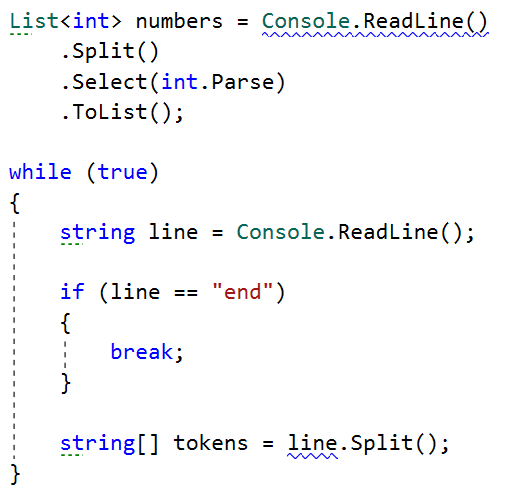 List<int> numbers = Console.ReadLine()
    .Split()
    .Select(int.Parse)
    .ToList();

while (true)
{
    string line = Console.ReadLine();

    if (line == "end")
    {
        break;
    }

    string[] tokens = line.Split();
}